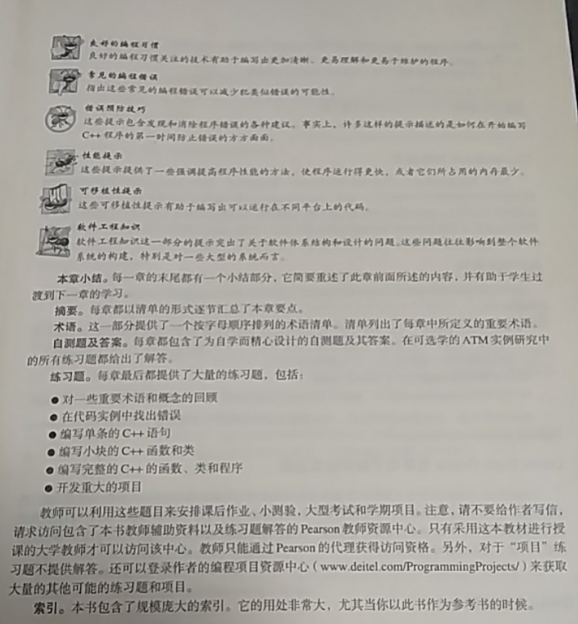 良好的编程习惯
良好的编程习惯关注的技术有助于编写出更加清晰、更易理解和更易于维护的程序。
常见的编程错误
指出这些常见的编程错误可以减少犯类似错误的可能性。
错误预防技巧
这些提示包含发现和消除程序错误的各种建议。事实上，许多这样的提示描述的是如何在开始编写
C++ 程序的第一时间防止错误的方方面面。
性能提示
这些提示提供了一些强调提高程序性能的方法，使程序运行得更快，或者它们所占用的内存最少。
可移植性提示
这些可移植性提示有助于编写出可以运行在不同平台上的代码。
软件工程知识
软件工程知识这一部分的提示突出了关于软件体系结构和设计的问题。这些问题往往影响到整个软件
系统的构建，特别是对一些大型的系统而言。
本章小结。每一章的末尾都有一个小结部分，它简要重述了此章前面所述的内容，并有助于学生过
渡到下一章的学习。
摘要。每章都以清单的形式逐节汇总了本章要点。
术语。这一部分提供了一个按字母顺序排列的术语清单。清单列出了每章中所定义的重要术语。
自测题及答案。每章都包含了为自学而精心设计的自测题及其答案。在可选学的ATM实例研究中
的所有练习题都给出了解答。
练习题。每章最后都提供了大量的练习题，包括：
● 对一些重要术语和概念的回顾
● 在代码实例中找出错误
● 编写单条的 C++ 语句
● 编写小块的 C++ 函数和类
● 编写完整的 C++ 的函数、类和程序
● 开发重大的项目
教师可以利用这些题目来安排课后作业、小测验，大型考试和学期项目。注意，请不要给作者写信，
请求访问包含了本书教师辅助资料以及练习题解答的 Pearson 教师资源中心。只有采用这本教材进行授
课的大学教师才可以访问该中心。教师只能通过 Pearson 的代理获得访问资格。另外，对于“项目”练
习题不提供解答。还可以登录作者的编程项目资源中心（www.deitel.com/ProgrammingProjects/）来获取
大量的其他可能的练习题和项目。
索引。本书包含了规模庞大的索引。它的用处非常大，尤其当你以此书作为参考书的时候。